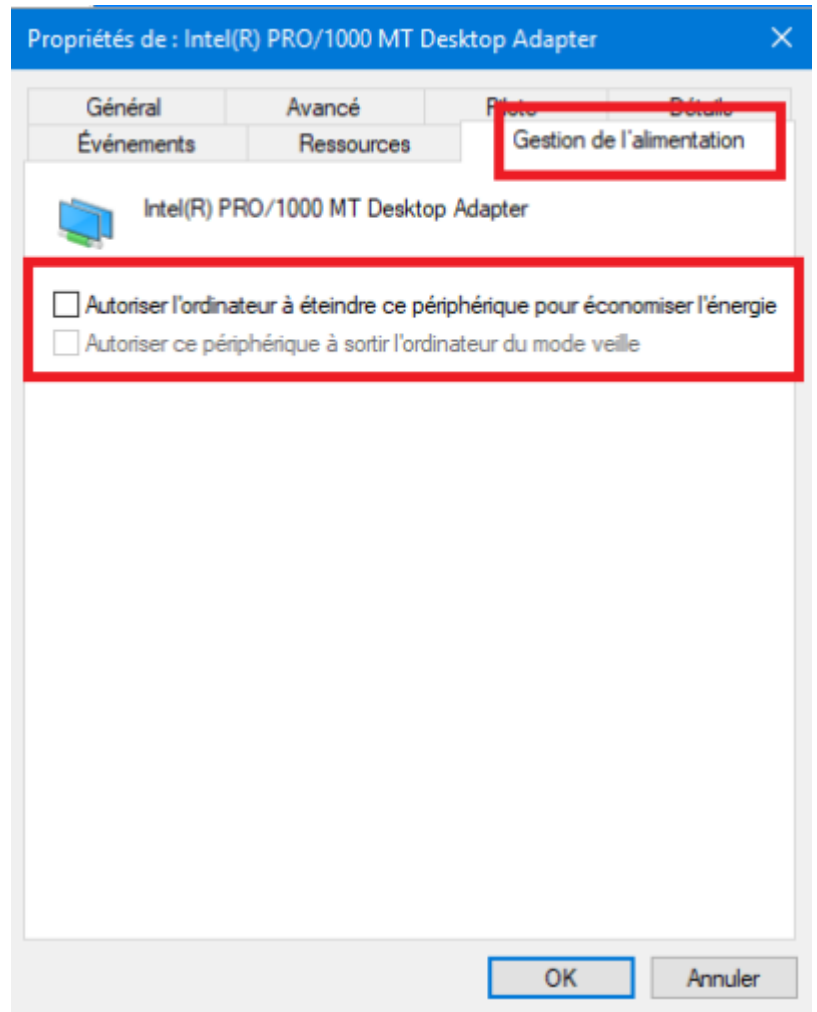 Propriétés de : Intel(R) PRO/1000 MT Desktop Adapter
Général Avancé Pilote Détails
Événements Ressources Gestion de l'alimentation
Intel(R) PRO/1000 MT Desktop Adapter
Autoriser l'ordinateur à éteindre ce périphérique pour économiser l'énergie
Autoriser ce périphérique à sortir l'ordinateur du mode veille
OK Annuler